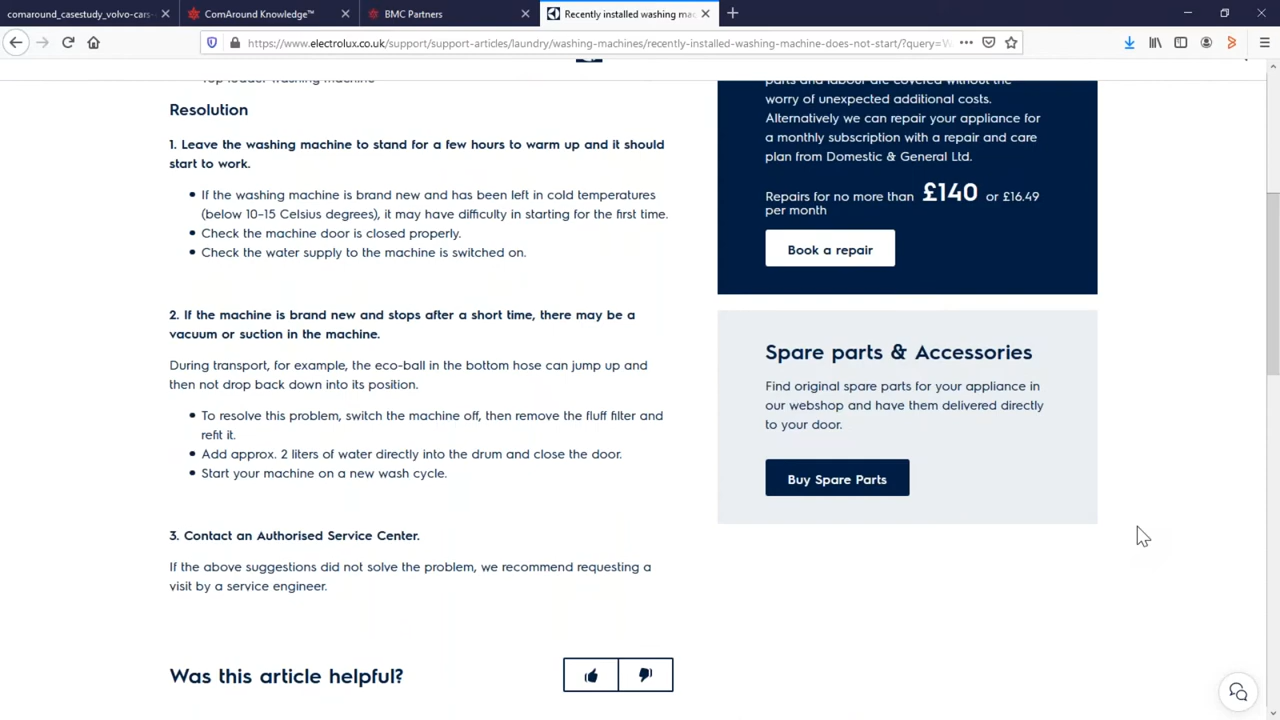 comaround_casestudy_volvo-cars-
ComAround Knowledge™
BMC Partners
Recently installed washing mac
https://www.electrolux.co.uk/support/support-articles/laundry/washing-machines/recently-installed-washing-machine-does-not-start/?query=W
Top loader washing machine
Resolution
1. Leave the washing machine to stand for a few hours to warm up and it should
start to work.
If the washing machine is brand new and has been left in cold temperatures
(below 10-15 Celsius degrees), it may have difficulty in starting for the first time.
Check the machine door is closed properly.
Check the water supply to the machine is switched on.
2. If the machine is brand new and stops after a short time, there may be a
vacuum or suction in the machine.
During transport, for example, the eco-ball in the bottom hose can jump up and
then not drop back down into its position.
To resolve this problem, switch the machine off, then remove the fluff filter and
refit it.
Add approx. 2 liters of water directly into the drum and close the door.
Start your machine on a new wash cycle.
3. Contact an Authorised Service Center.
If the above suggestions did not solve the problem, we recommend requesting a
visit by a service engineer.
Was this article helpful?
parts and labour are covered without the
worry of unexpected additional costs.
Alternatively we can repair your appliance for
a monthly subscription with a repair and care
plan from Domestic & General Ltd.
Repairs for no more than £140 or £16.49
per month
Book a repair
Spare parts & Accessories
Find original spare parts for your appliance in
our webshop and have them delivered directly
to your door.
Buy Spare Parts